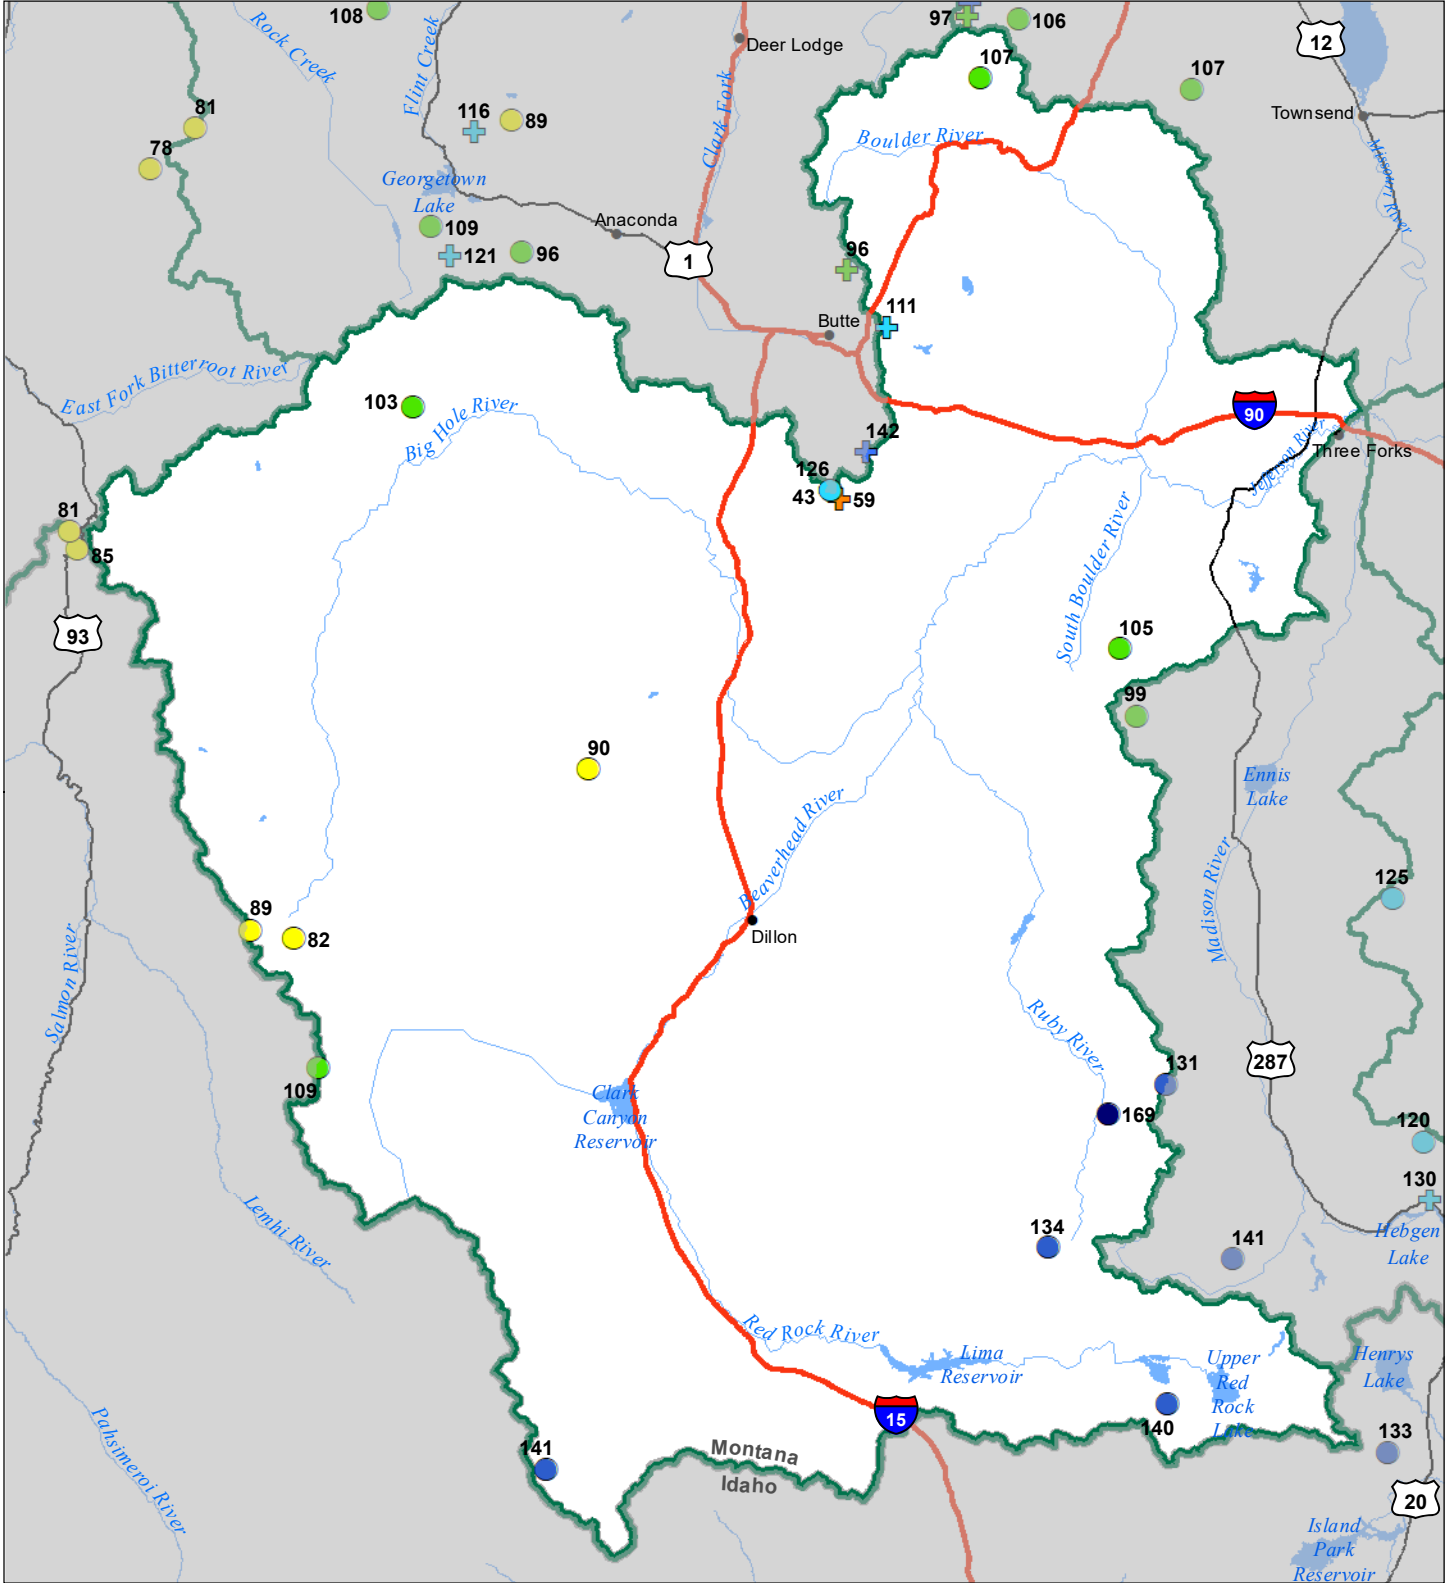 108
Rock Creek
Flint Creek
Deer Lodge
97
106
12
107
107
Townsend
81
116
89
Clark Fork
Boulder River
Missouri River
78
Georgetown
Lake
109
121
96
Anaconda
1
96
111
Butte
East Fork Bitterroot River
103
Big Hole River
90
142
Jefferson River
Three Forks
126
43
59
81
85
South Boulder River
93
105
99
90
Ennis
Lake
Beaverhead River
Madison River
125
89
82
Dillon
Salmon River
Ruby River
287
131
109
Clark
Canyon
Reservoir
169
120
130
Lemhi River
134
141
Hebgen
Lake
Red Rock River
Lima
Reservoir
Upper
Red
Rock
Lake
Henrys
Lake
140
15
133
Pahsimeroi River
141
Montana
Idaho
20
Island
Park
Reservoir